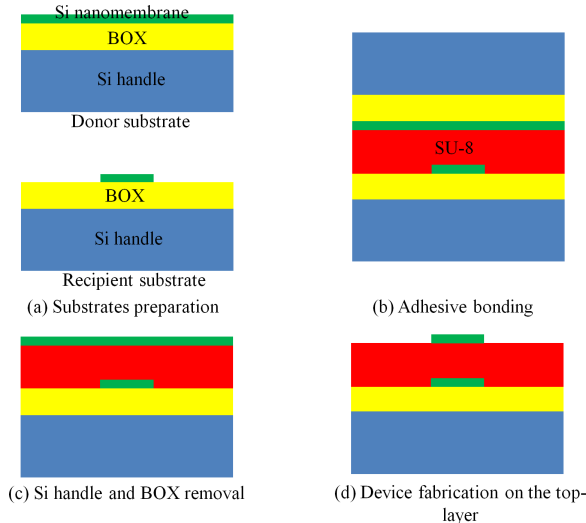 Si nanomembrane
BOX
Si handle
Donor substrate
BOX
Si handle
Recipient substrate
(a) Substrates preparation
SU-8
(b) Adhesive bonding
(c) Si handle and BOX removal
(d) Device fabrication on the top-
layer